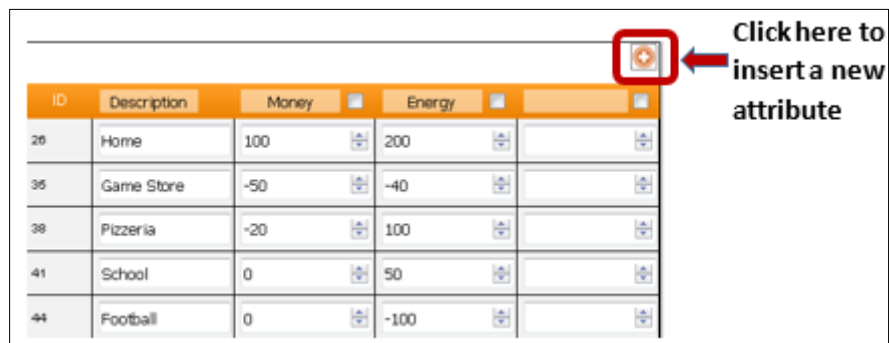 Click here to
insert a new
attribute
ID Description Money Energy
26 Home 100 200
35 Game Store -50 -40
38 Pizzeria -20 100
41 School 0 50
44 Football 0 -100